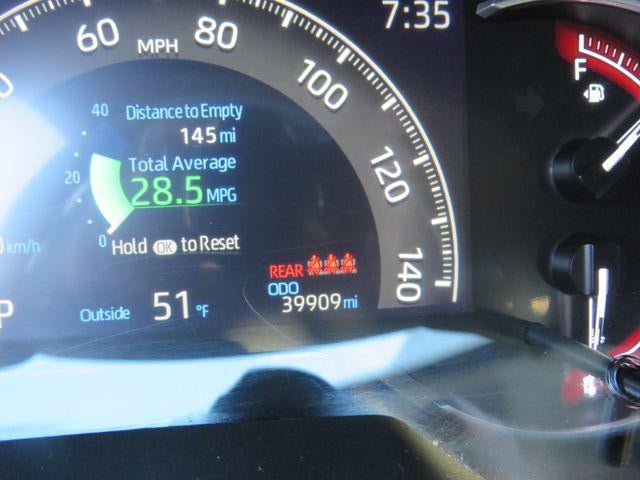 7:35
60 MPH 80
100
120
140
F
40 Distance to Empty
145 mi
Total Average
20 28.5 MPG
0 Hold OK to Reset
km/h
REAR
ODO
39909 mi
P Outside 51 °F